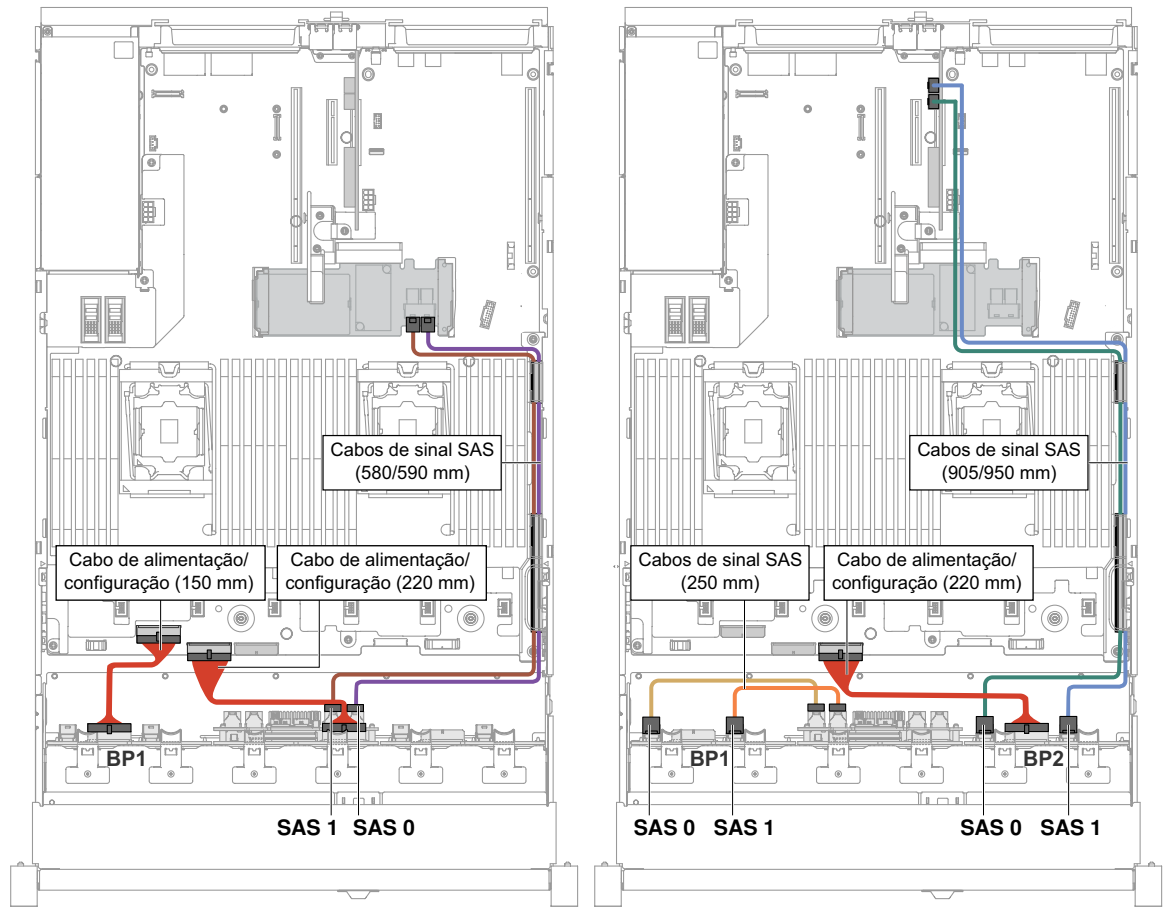 Cabos de sinal SAS
(580/590 mm)
Cabo de alimentação/
configuração (150 mm)
Cabo de alimentação/
configuração (220 mm)
BP1
SAS 1
SAS 0
Cabos de sinal SAS
(905/950 mm)
Cabos de sinal SAS
(250 mm)
Cabo de alimentação/
configuração (220 mm)
BP1
BP2
SAS 0
SAS 1
SAS 0
SAS 1